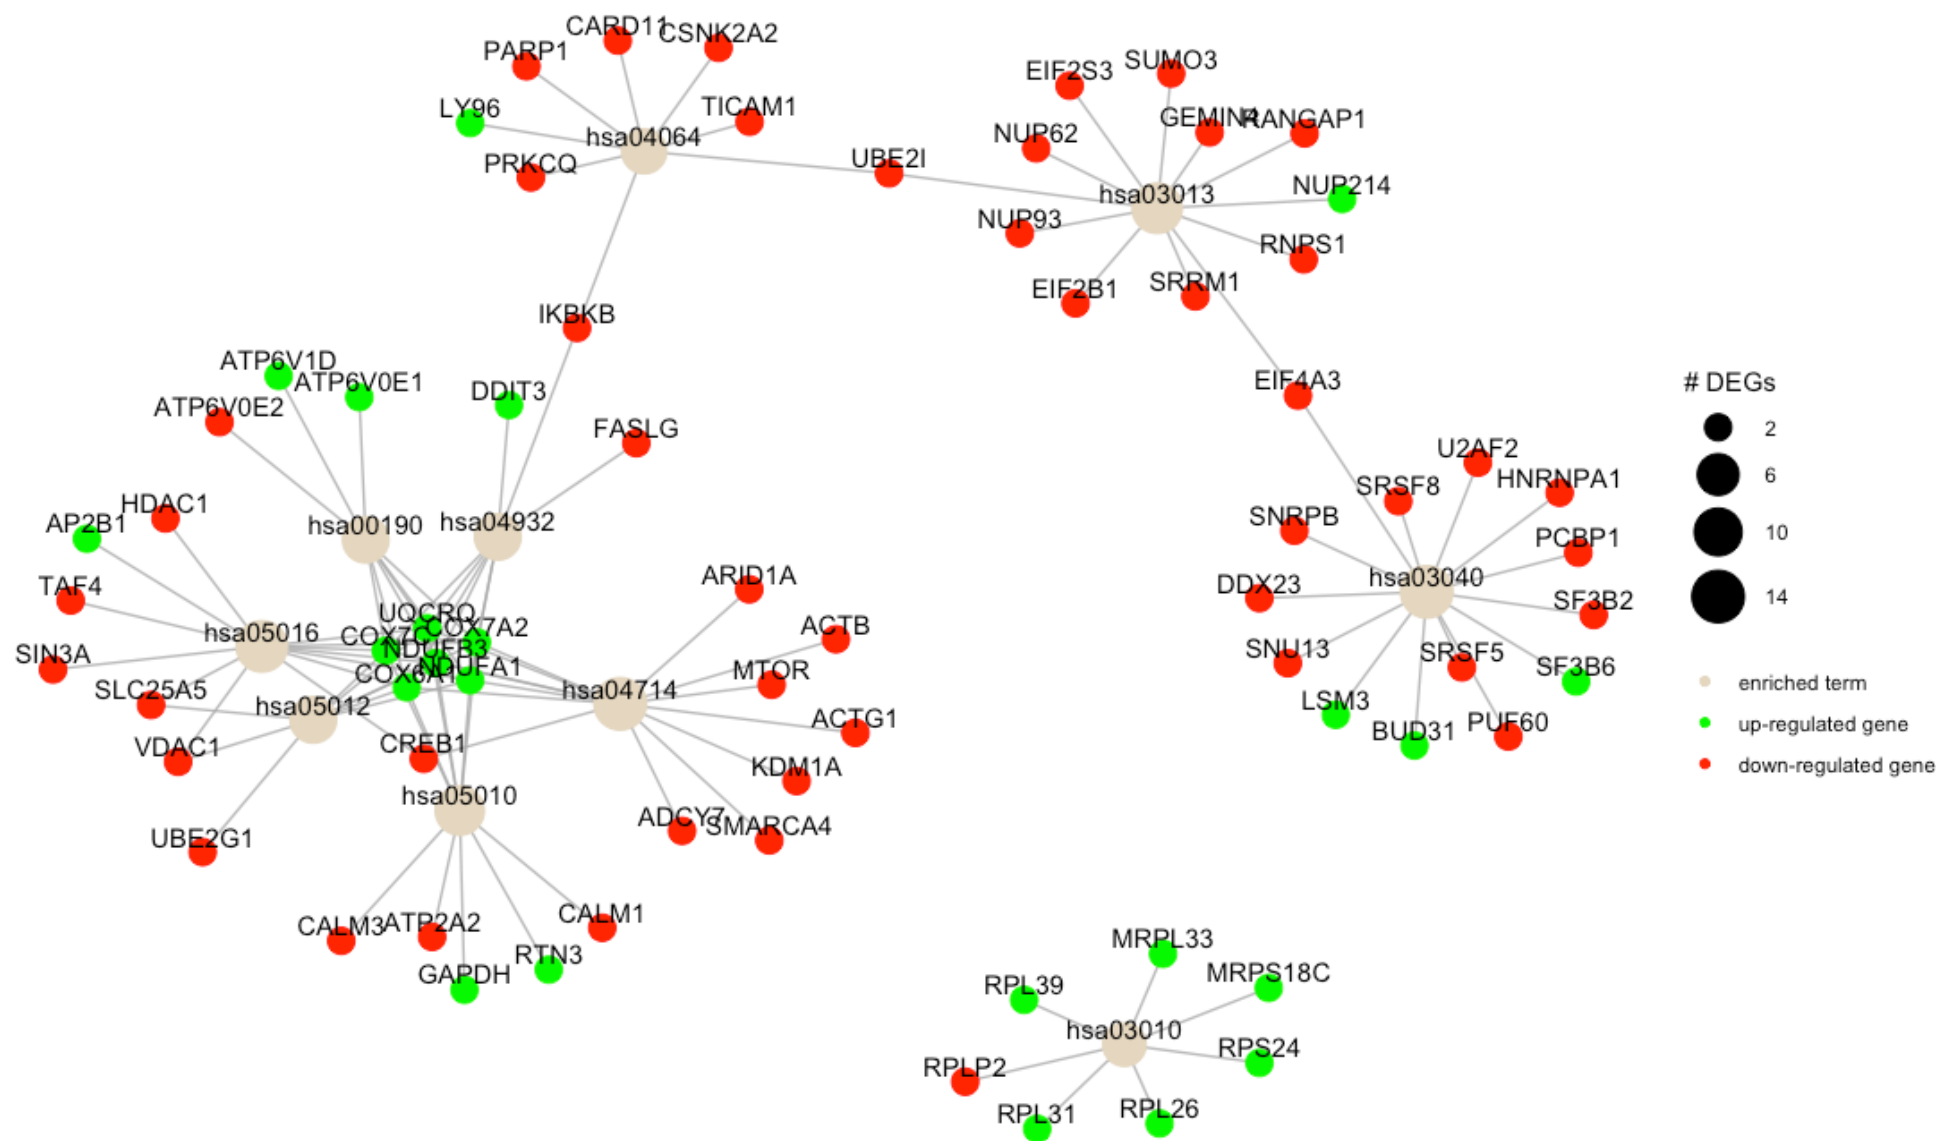 CARD11
CSNK2A2
PARP1
LY96
TICAM1
hsa04064
PRKCQ
UBE2I
EIF2S3
SUMO3
GEMIN4
RANGAP1
NUP62
hsa03013
NUP214
NUP93
RNPS1
EIF2B1
SRRM1
IKBKB
ATP6V1D
ATP6V0E1
ATP6V0E2
DDIT3
FASLG
EIF4A3
# DEGs
2
6
10
14
U2AF2
SRSF8
HNRNPA1
SNRPB
PCBP1
hsa03040
DDX23
SF3B2
SNU13
SRSF5
SF3B6
LSM3
BUD31
PUF60
enriched term
up-regulated gene
down-regulated gene
HDAC1
AP2B1
hsa00190
hsa04932
TAF4
ARID1A
UQCRQ
hsa05016
COX7C
COX7A2
ACTB
NDUFB3
SIN3A
NDUFA1
COX6A1
MTOR
SLC25A5
hsa04714
hsa05012
ACTG1
VDAC1
CREB1
KDM1A
hsa05010
UBE2G1
ADCY7
SMARCA4
CALM3
ATP2A2
CALM1
GAPDH
RTN3
MRPL33
RPL39
MRPS18C
hsa03010
RPS24
RPLP2
RPL31
RPL26